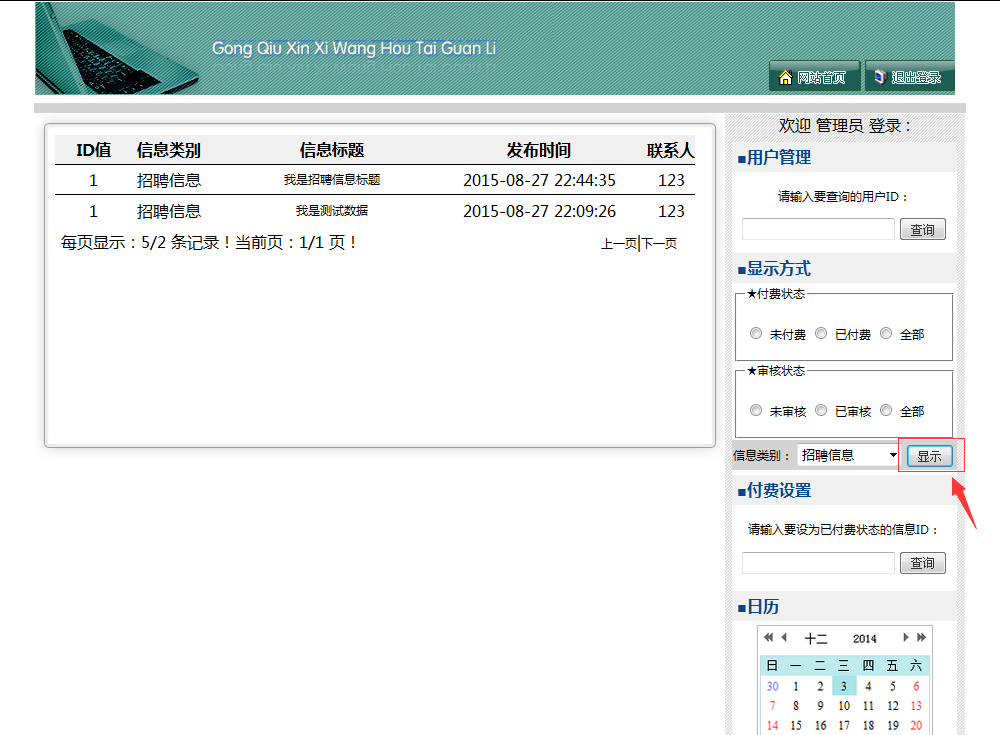 Gong Qiu Xin Xi Wang Hou Tai Guan Li
网站首页 退出登录
欢迎 管理员 登录：
ID值 信息类别 信息标题 发布时间 联系人
1 招聘信息 我是招聘信息标题 2015-08-27 22:44:35 123
1 招聘信息 我是测试数据 2015-08-27 22:09:26 123
每页显示：5/2 条记录！当前页：1/1 页！ 上一页|下一页
■用户管理
请输入要查询的用户ID：
查询
■显示方式
★付费状态
未付费 已付费 全部
★审核状态
未审核 已审核 全部
信息类别： 招聘信息 显示
■付费设置
请输入要设为已付费状态的信息ID：
查询
■日历
十二 2014
日 一 二 三 四 五 六
30 1 2 3 4 5 6
7 8 9 10 11 12 13
14 15 16 17 18 19 20